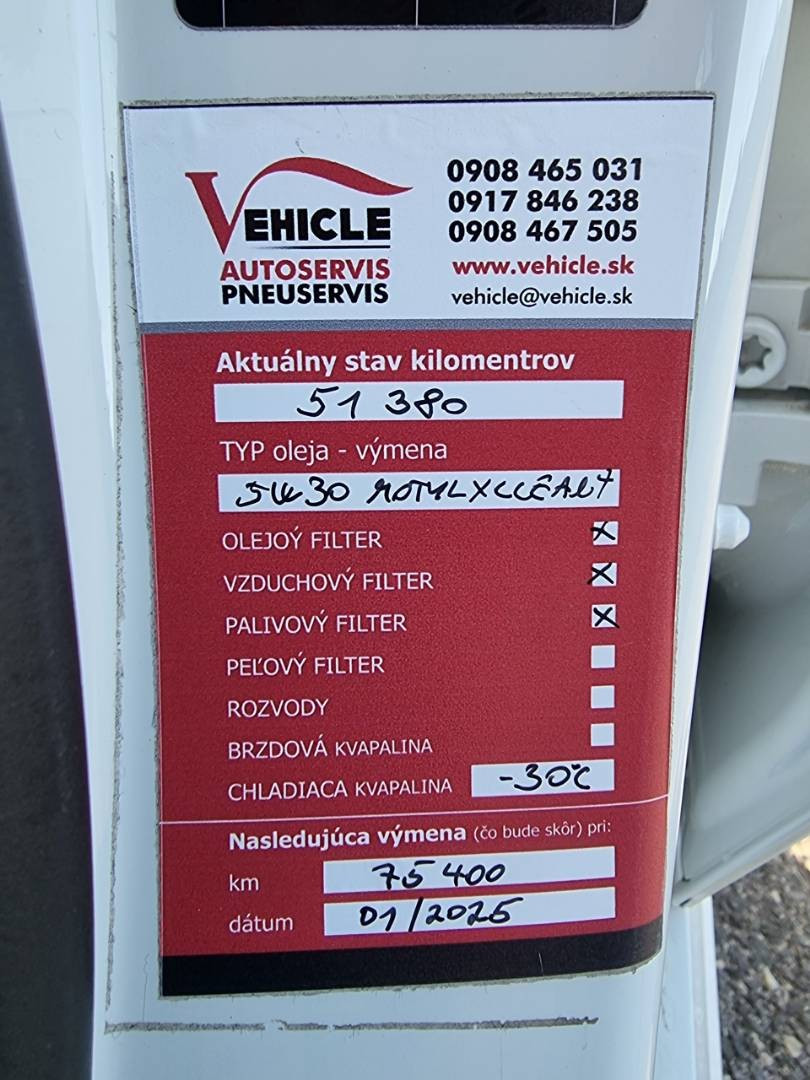 VEHICLE
AUTOSERVIS
PNEUSERVIS
0908 465 031
0917 846 238
0908 467 505
www.vehicle.sk
vehicle@vehicle.sk
Aktuálny stav kilomentrov
51 380
TYP oleja - výmena
5W30
OLEJOÝ FILTER X
VZDUCHOVÝ FILTER X
PALIVOVÝ FILTER X
PEĽOVÝ FILTER
ROZVODY
BRZDOVÁ KVAPALINA
CHLADIACA KVAPALINA -30°C
Nasledujúca výmena (čo bude skôr) pri:
km 75 400
dátum 01/2025